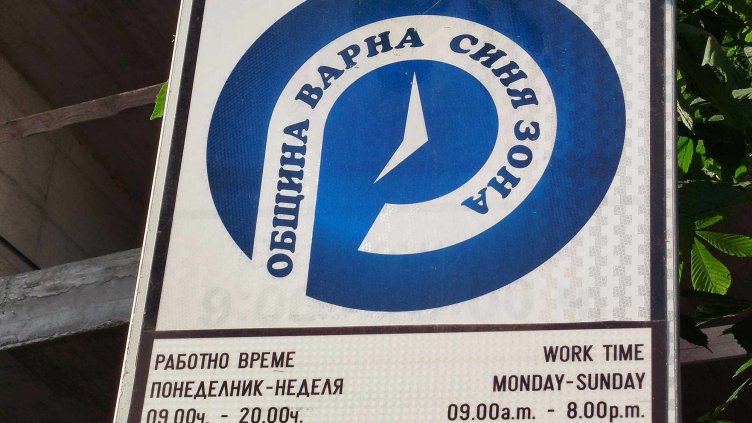 ОБЩИНА ВАРНА СИНЯ ЗОНА
РАБОТНО ВРЕМЕ
ПОНЕДЕЛНИК-НЕДЕЛЯ
09.00ч. - 20.00ч.
WORK TIME
MONDAY-SUNDAY
09.00a.m. - 8.00p.m.